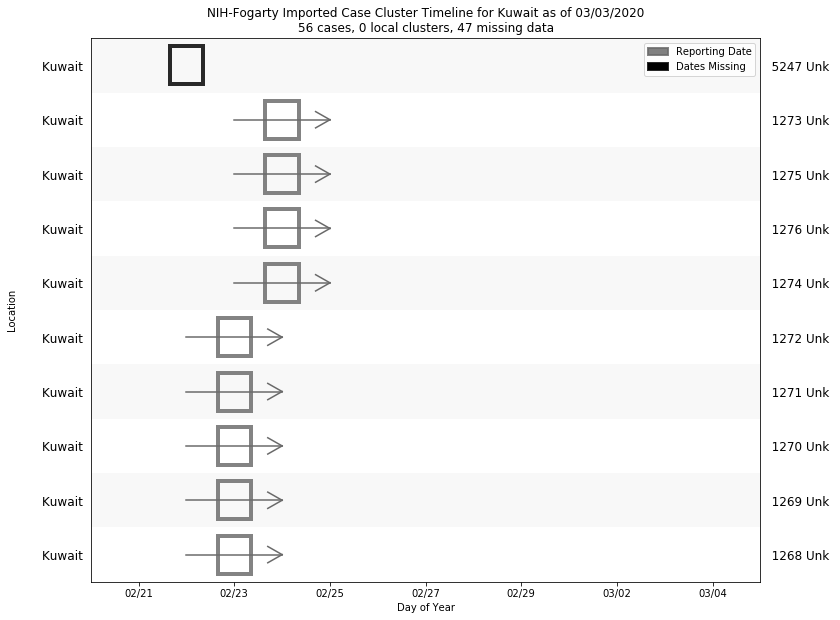 NIH-Fogarty Imported Case Cluster Timeline for Kuwait as of 03/03/2020
56 cases, 0 local clusters, 47 missing data
Reporting Date
Dates Missing
Kuwait 5247 Unk
Kuwait 1273 Unk
Kuwait 1275 Unk
Kuwait 1276 Unk
Kuwait 1274 Unk
Kuwait 1272 Unk
Kuwait 1271 Unk
Kuwait 1270 Unk
Kuwait 1269 Unk
Kuwait 1268 Unk
Location
02/21 02/23 02/25 02/27 02/29 03/02 03/04
Day of Year